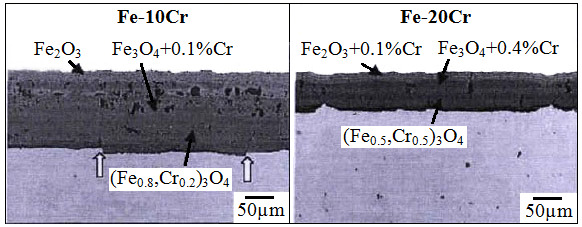 Fe-10Cr
Fe₂O₃
Fe₃O₄+0.1%Cr
(Fe₀.₈,Cr₀.₂)₃O₄
50µm
Fe-20Cr
Fe₂O₃+0.1%Cr
Fe₃O₄+0.4%Cr
(Fe₀.₅,Cr₀.₅)₃O₄
50µm